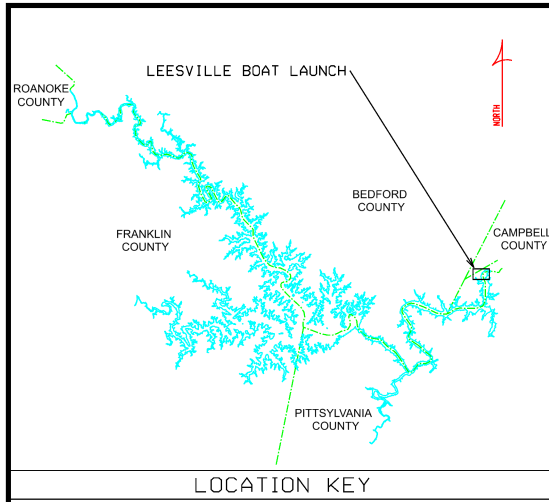 LEESVILLE BOAT LAUNCH
ROANOKE
COUNTY
NORTH
BEDFORD
COUNTY
FRANKLIN
COUNTY
CAMPBELL
COUNTY
PITTSYLVANIA
COUNTY
LOCATION KEY